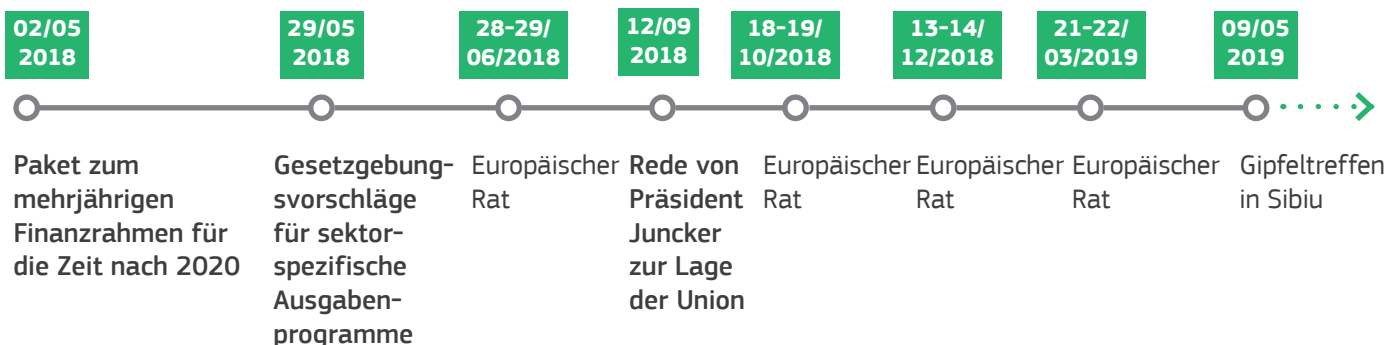 02/05
2018
29/05
2018
28-29/
06/2018
12/09
2018
18-19/
10/2018
13-14/
12/2018
21-22/
03/2019
09/05
2019
Paket zum
mehrjährigen
Finanzrahmen für
die Zeit nach 2020
Gesetzgebung-
svorschläge
für sektor-
spezifische
Ausgaben-
programme
Europäischer
Rat
Rede von
Präsident
Juncker
zur Lage
der Union
Europäischer
Rat
Europäischer
Rat
Europäischer
Rat
Gipfeltreffen
in Sibiu